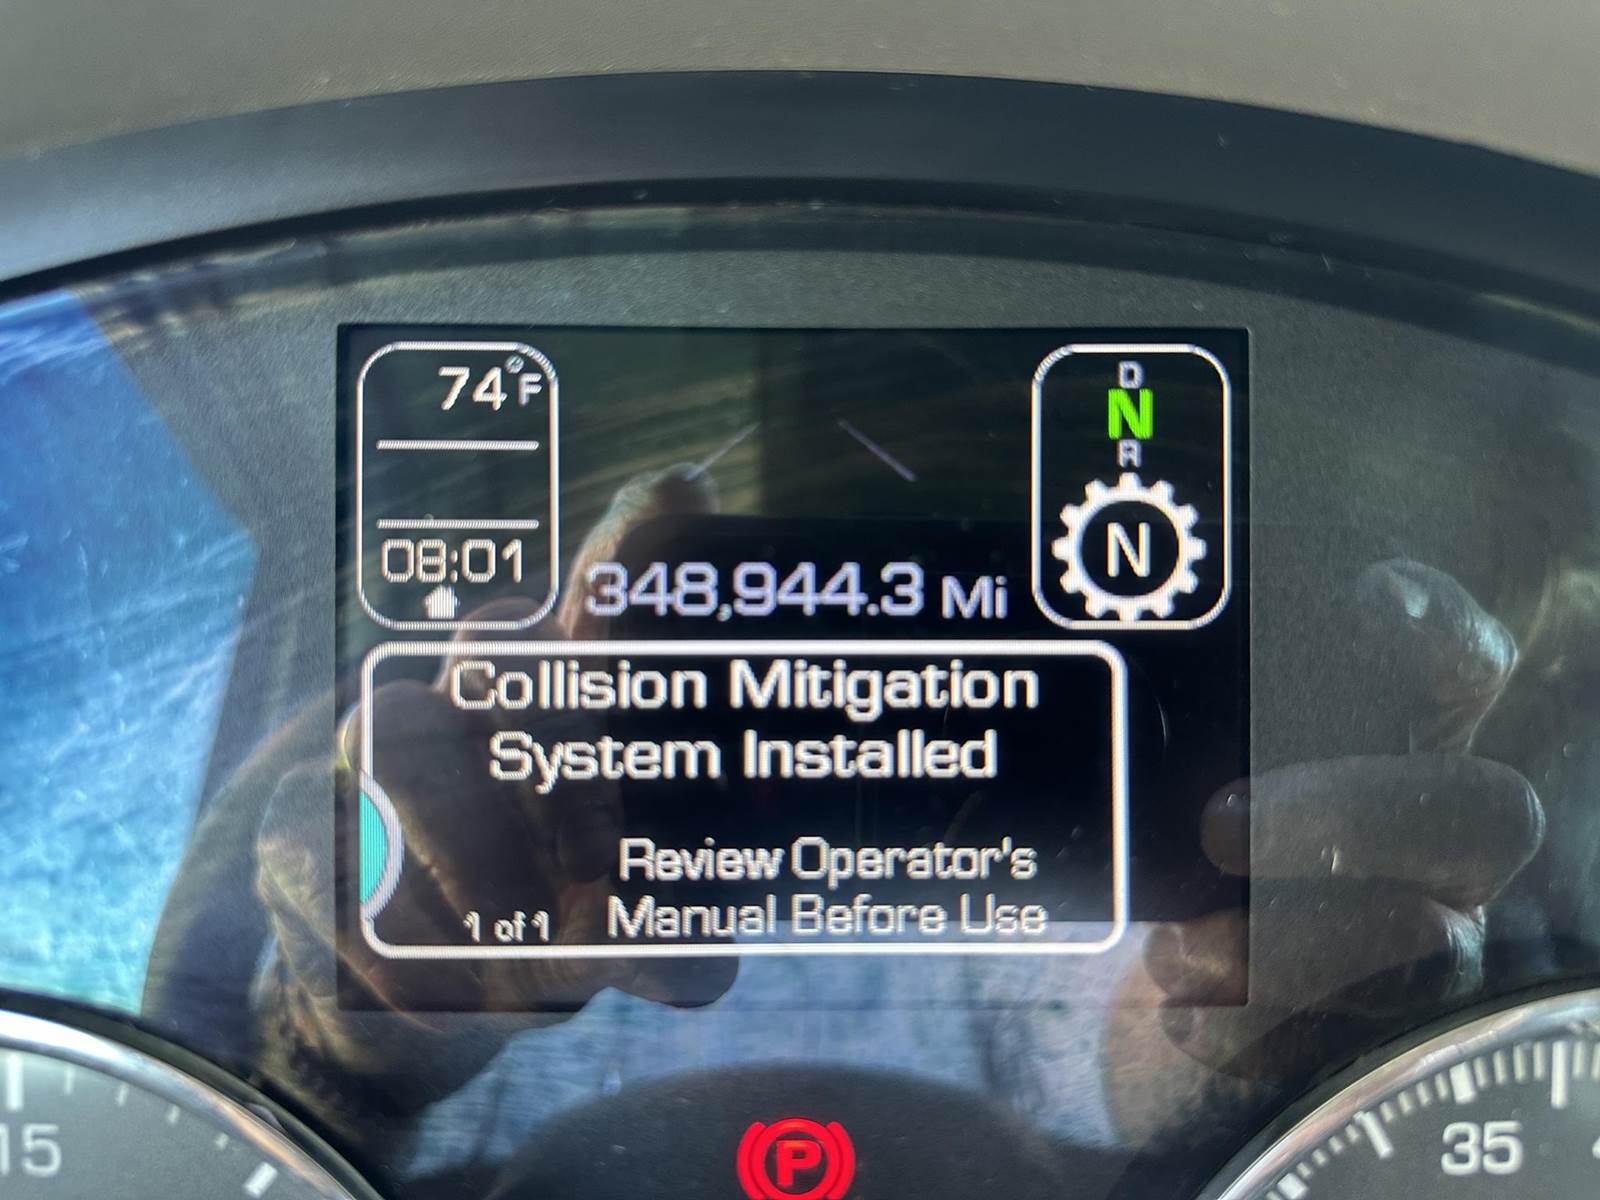 74°F
08:01
348,944.3 Mi
D
N
R
N
Collision Mitigation
System Installed
Review Operator's
Manual Before Use
1 of 1
P
15
35